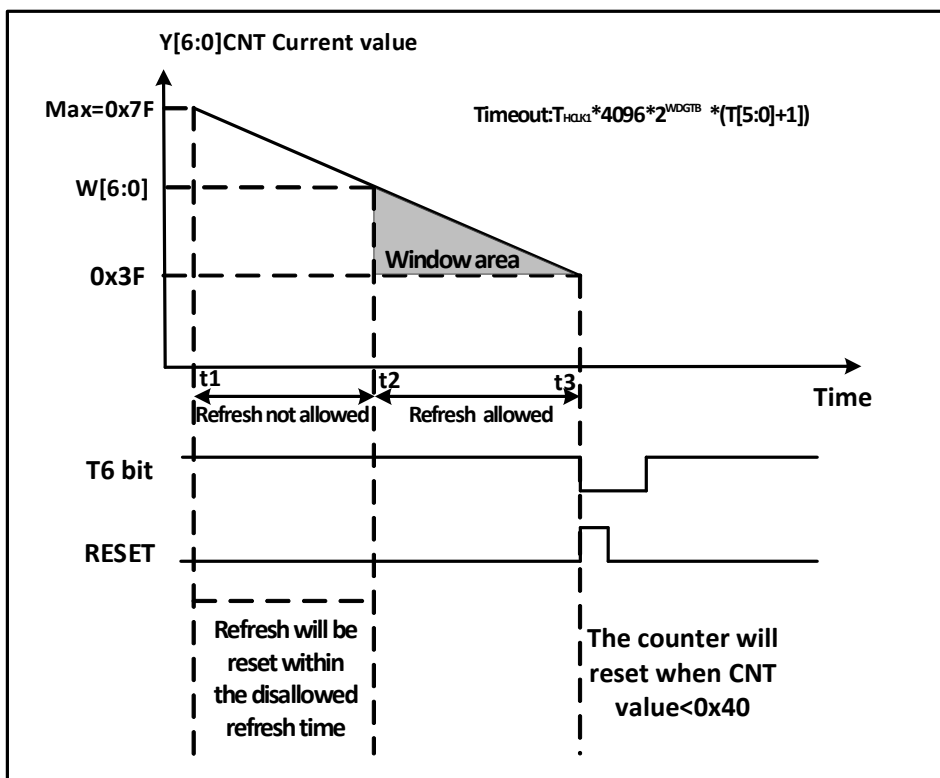 Y[6:0]CNT Current value
Max=0x7F
Timeout:THCLK1*4096*2WDGTB *(T[5:0]+1])
W[6:0]
Window area
0x3F
t1
t2
t3
Time
Refresh not allowed
Refresh allowed
T6 bit
RESET
Refresh will be
reset within
the disallowed
refresh time
The counter will
reset when CNT
value<0x40